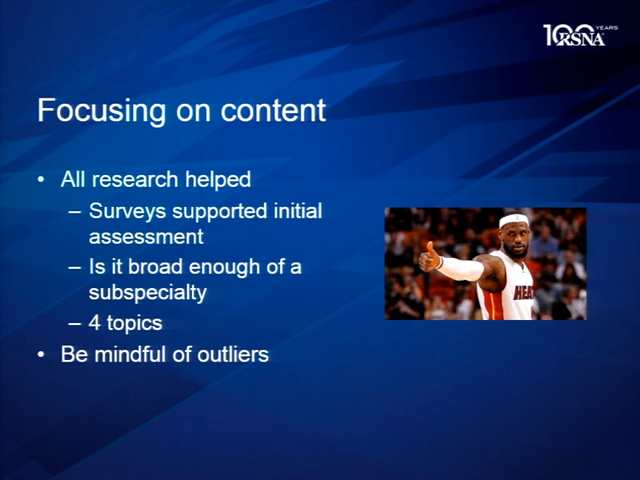 100 YEARS
RSNA
Focusing on content
• All research helped
– Surveys supported initial
assessment
– Is it broad enough of a
subspecialty
– 4 topics
• Be mindful of outliers
HEAT